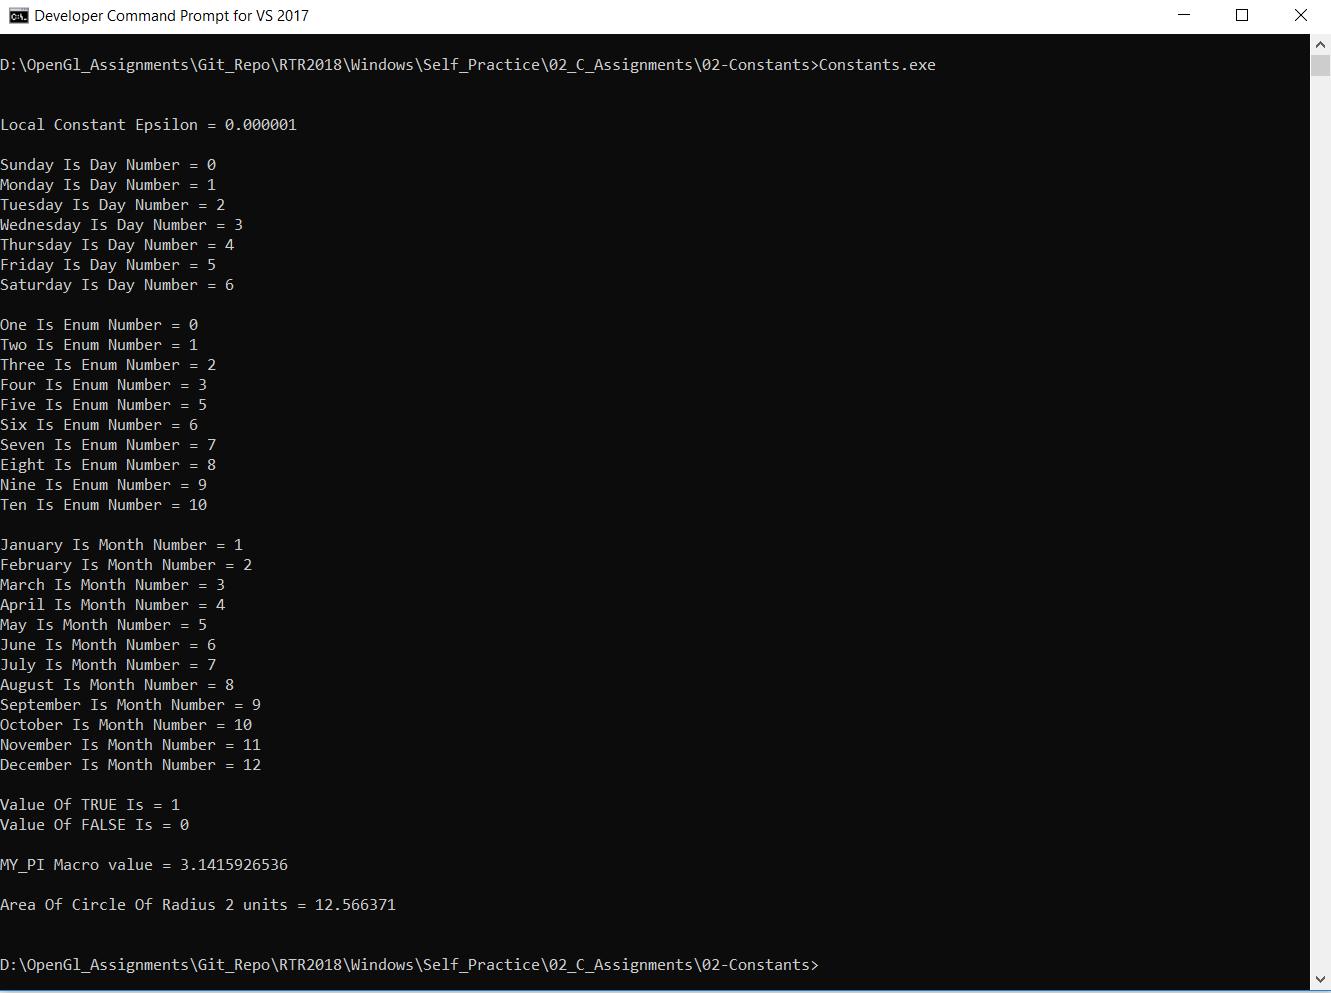 Developer Command Prompt for VS 2017
D:\OpenGl_Assignments\Git_Repo\RTR2018\Windows\Self_Practice\02_C_Assignments\02-Constants>Constants.exe
Local Constant Epsilon = 0.000001
Sunday Is Day Number = 0
Monday Is Day Number = 1
Tuesday Is Day Number = 2
Wednesday Is Day Number = 3
Thursday Is Day Number = 4
Friday Is Day Number = 5
Saturday Is Day Number = 6
One Is Enum Number = 0
Two Is Enum Number = 1
Three Is Enum Number = 2
Four Is Enum Number = 3
Five Is Enum Number = 5
Six Is Enum Number = 6
Seven Is Enum Number = 7
Eight Is Enum Number = 8
Nine Is Enum Number = 9
Ten Is Enum Number = 10
January Is Month Number = 1
February Is Month Number = 2
March Is Month Number = 3
April Is Month Number = 4
May Is Month Number = 5
June Is Month Number = 6
July Is Month Number = 7
August Is Month Number = 8
September Is Month Number = 9
October Is Month Number = 10
November Is Month Number = 11
December Is Month Number = 12
Value Of TRUE Is = 1
Value Of FALSE Is = 0
MY_PI Macro value = 3.1415926536
Area Of Circle Of Radius 2 units = 12.566371
D:\OpenGl_Assignments\Git_Repo\RTR2018\Windows\Self_Practice\02_C_Assignments\02-Constants>